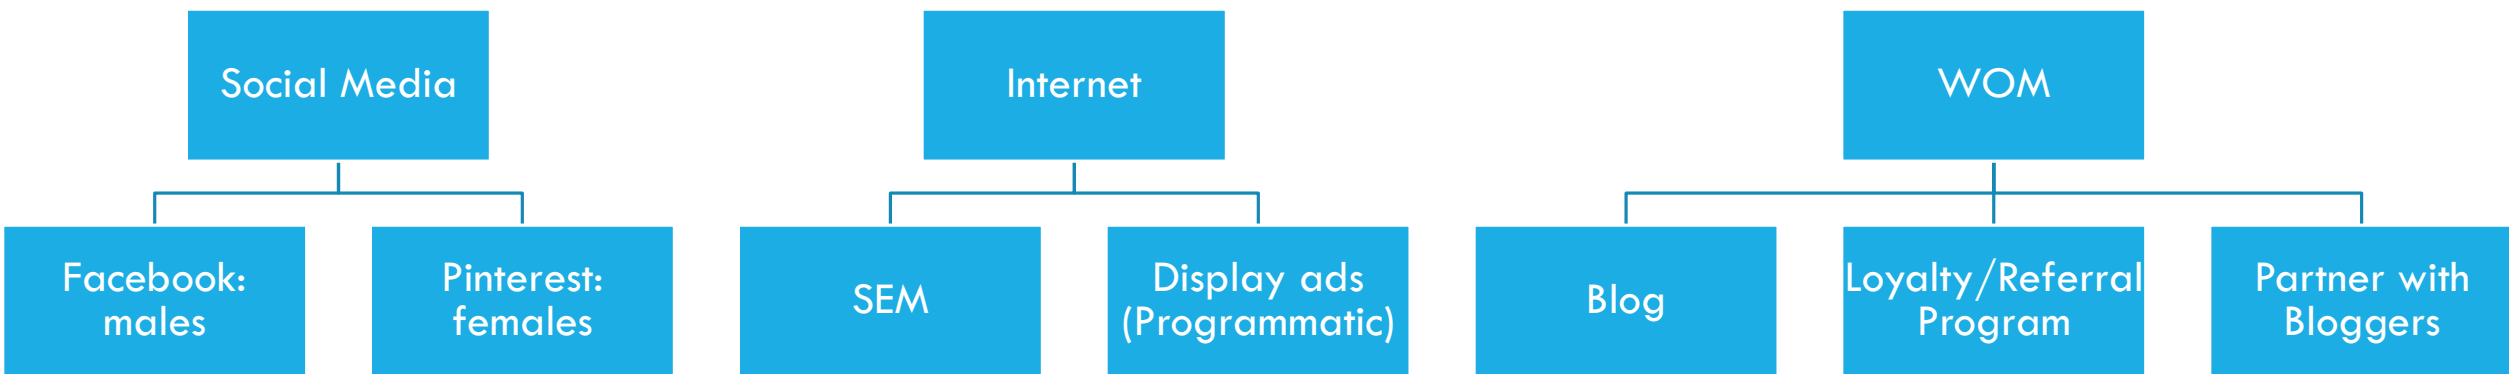 Social Media
Internet
WOM
Facebook:
males
Pinterest:
females
SEM
Display ads
(Programmatic)
Blog
Loyalty/Referral
Program
Partner with
Bloggers